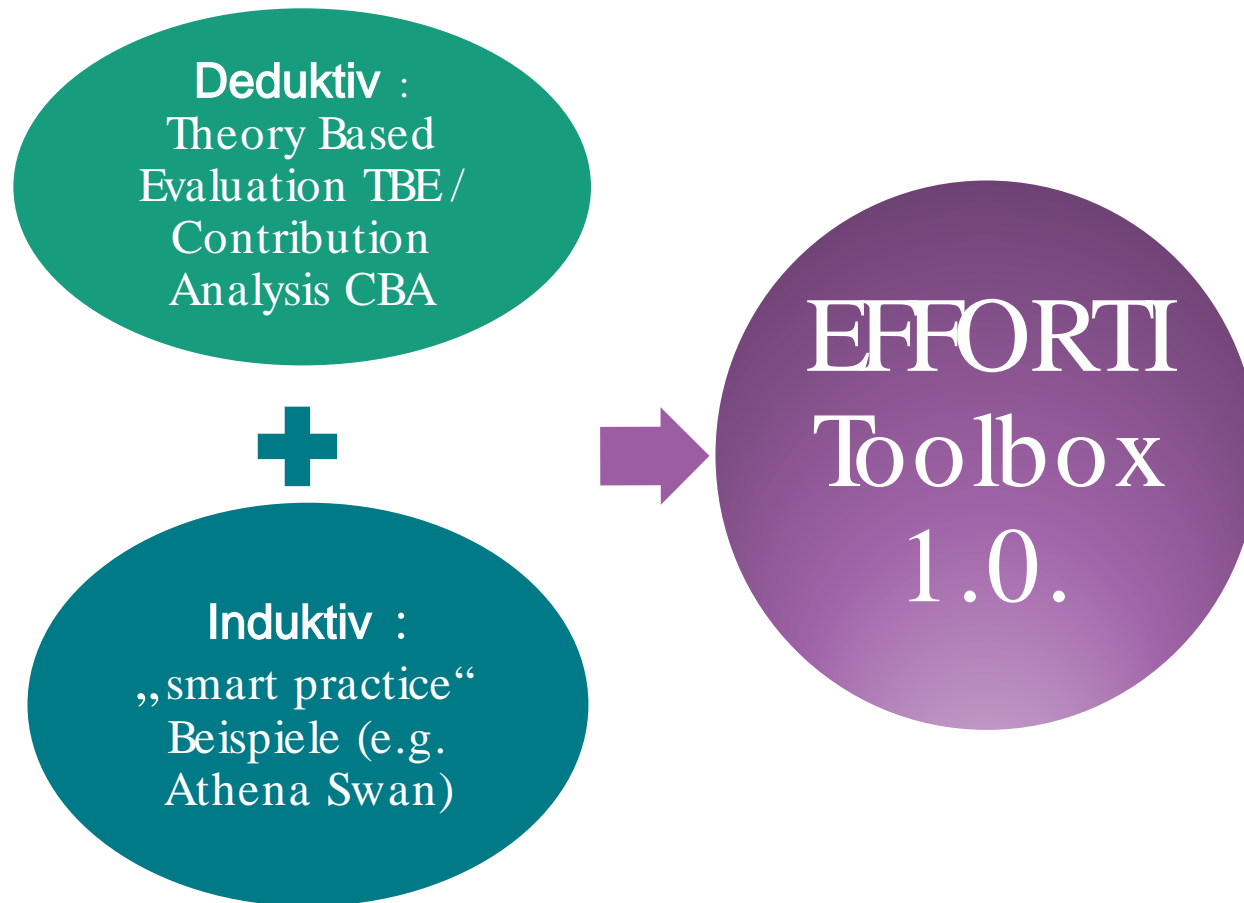 Deduktiv :
Theory Based
Evaluation TBE /
Contribution
Analysis CBA
Induktiv :
„smart practice“
Beispiele (e.g.
Athena Swan)
EFFORTI
Toolbox
1.0.